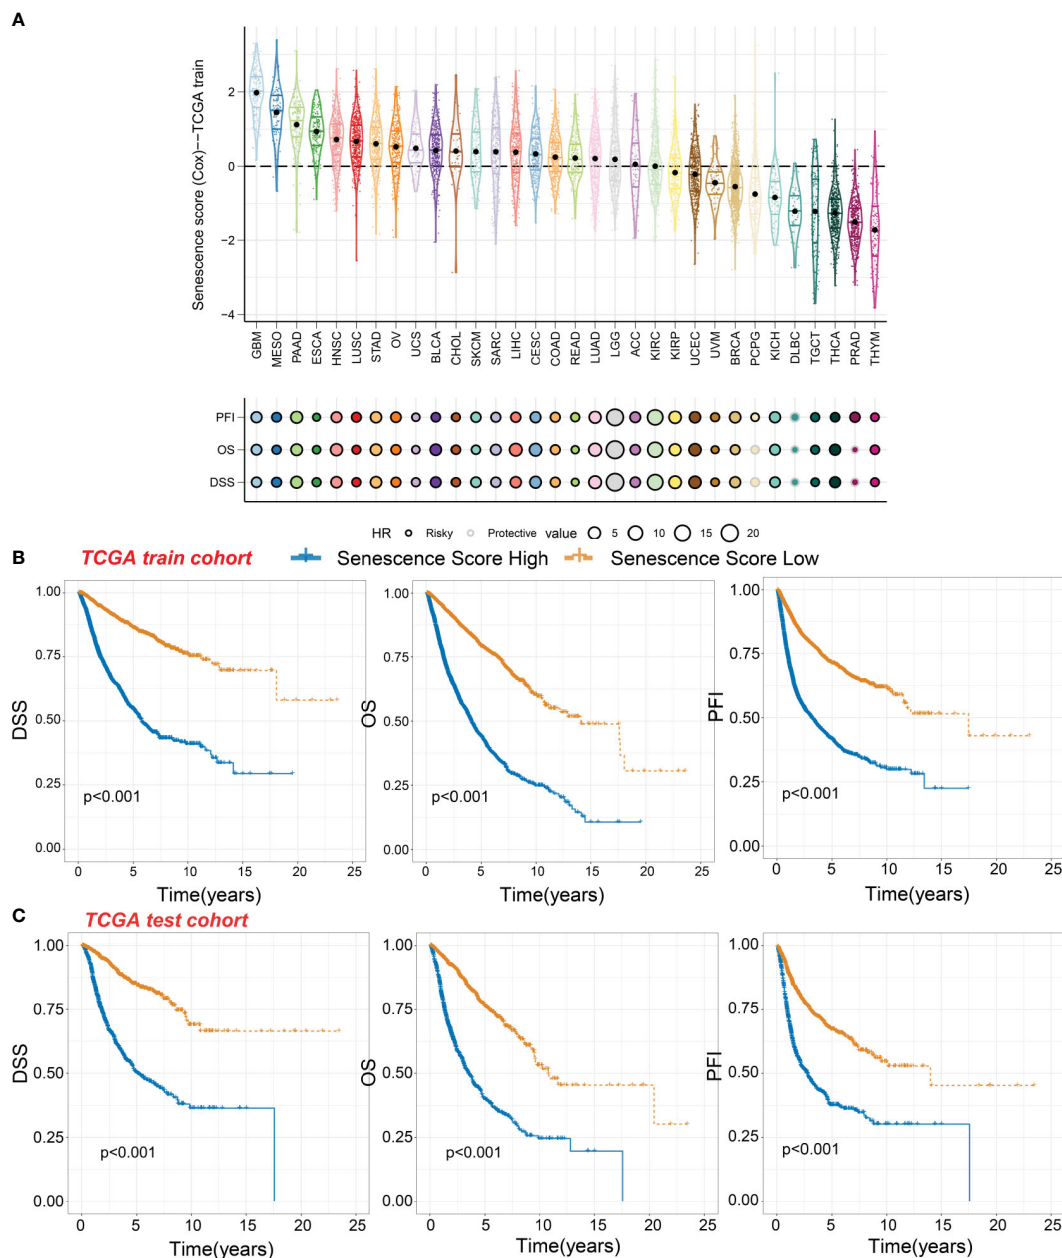 A
Senescence score (Cox)--TCGA train
2
0
−2
−4
GBM MESO PAAD ESCA HNSC LUSC STAD OV UCS BLCA CHOL SKCM SARC LIHC CESC COAD READ LUAD LGG ACC KIRC KIRP UCEC UVM BRCA PCPG KICH DLBC TGCT THCA PRAD THYM
PFI
OS
DSS
HR Risky Protective value 5 10 15 20
B TCGA train cohort Senescence Score High Senescence Score Low
DSS
1.00
0.75
0.50
0.25
0.00
p<0.001
0 5 10 15 20 25
Time(years)
OS
1.00
0.75
0.50
0.25
0.00
p<0.001
0 5 10 15 20 25
Time(years)
PFI
1.00
0.75
0.50
0.25
0.00
p<0.001
0 5 10 15 20 25
Time(years)
C TCGA test cohort
DSS
1.00
0.75
0.50
0.25
0.00
p<0.001
0 5 10 15 20 25
Time(years)
OS
1.00
0.75
0.50
0.25
0.00
p<0.001
0 5 10 15 20 25
Time(years)
PFI
1.00
0.75
0.50
0.25
0.00
p<0.001
0 5 10 15 20 25
Time(years)